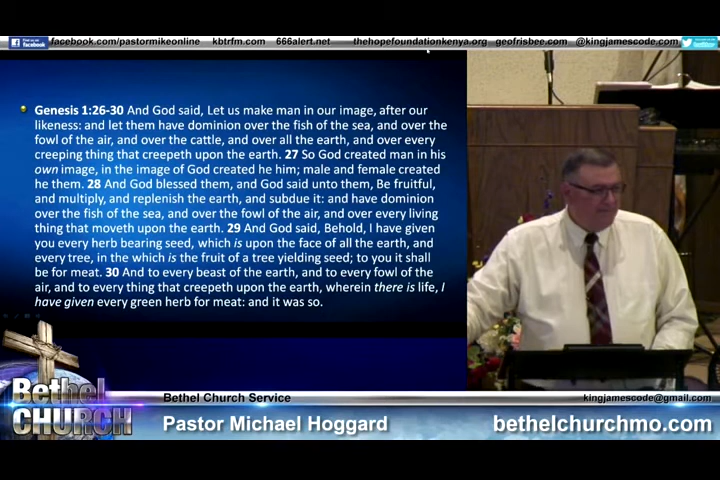 facebook.com/pastormikeonline kbtrfm.com 666alert.net thehopefoundationkenya.org geofrisbee.com @kingjamescode.com
Genesis 1:26-30 And God said, Let us make man in our image, after our
likeness: and let them have dominion over the fish of the sea, and over the
fowl of the air, and over the cattle, and over all the earth, and over every
creeping thing that creepeth upon the earth. 27 So God created man in his
own image, in the image of God created he him; male and female created
he them. 28 And God blessed them, and God said unto them, Be fruitful,
and multiply, and replenish the earth, and subdue it: and have dominion
over the fish of the sea, and over the fowl of the air, and over every living
thing that moveth upon the earth. 29 And God said, Behold, I have given
you every herb bearing seed, which is upon the face of all the earth, and
every tree, in the which is the fruit of a tree yielding seed; to you it shall
be for meat. 30 And to every beast of the earth, and to every fowl of the
air, and to every thing that creepeth upon the earth, wherein there is life, I
have given every green herb for meat: and it was so.
Bethel
CHURCH
Bethel Church Service
kingjamescode@gmail.com
Pastor Michael Hoggard
bethelchurchmo.com